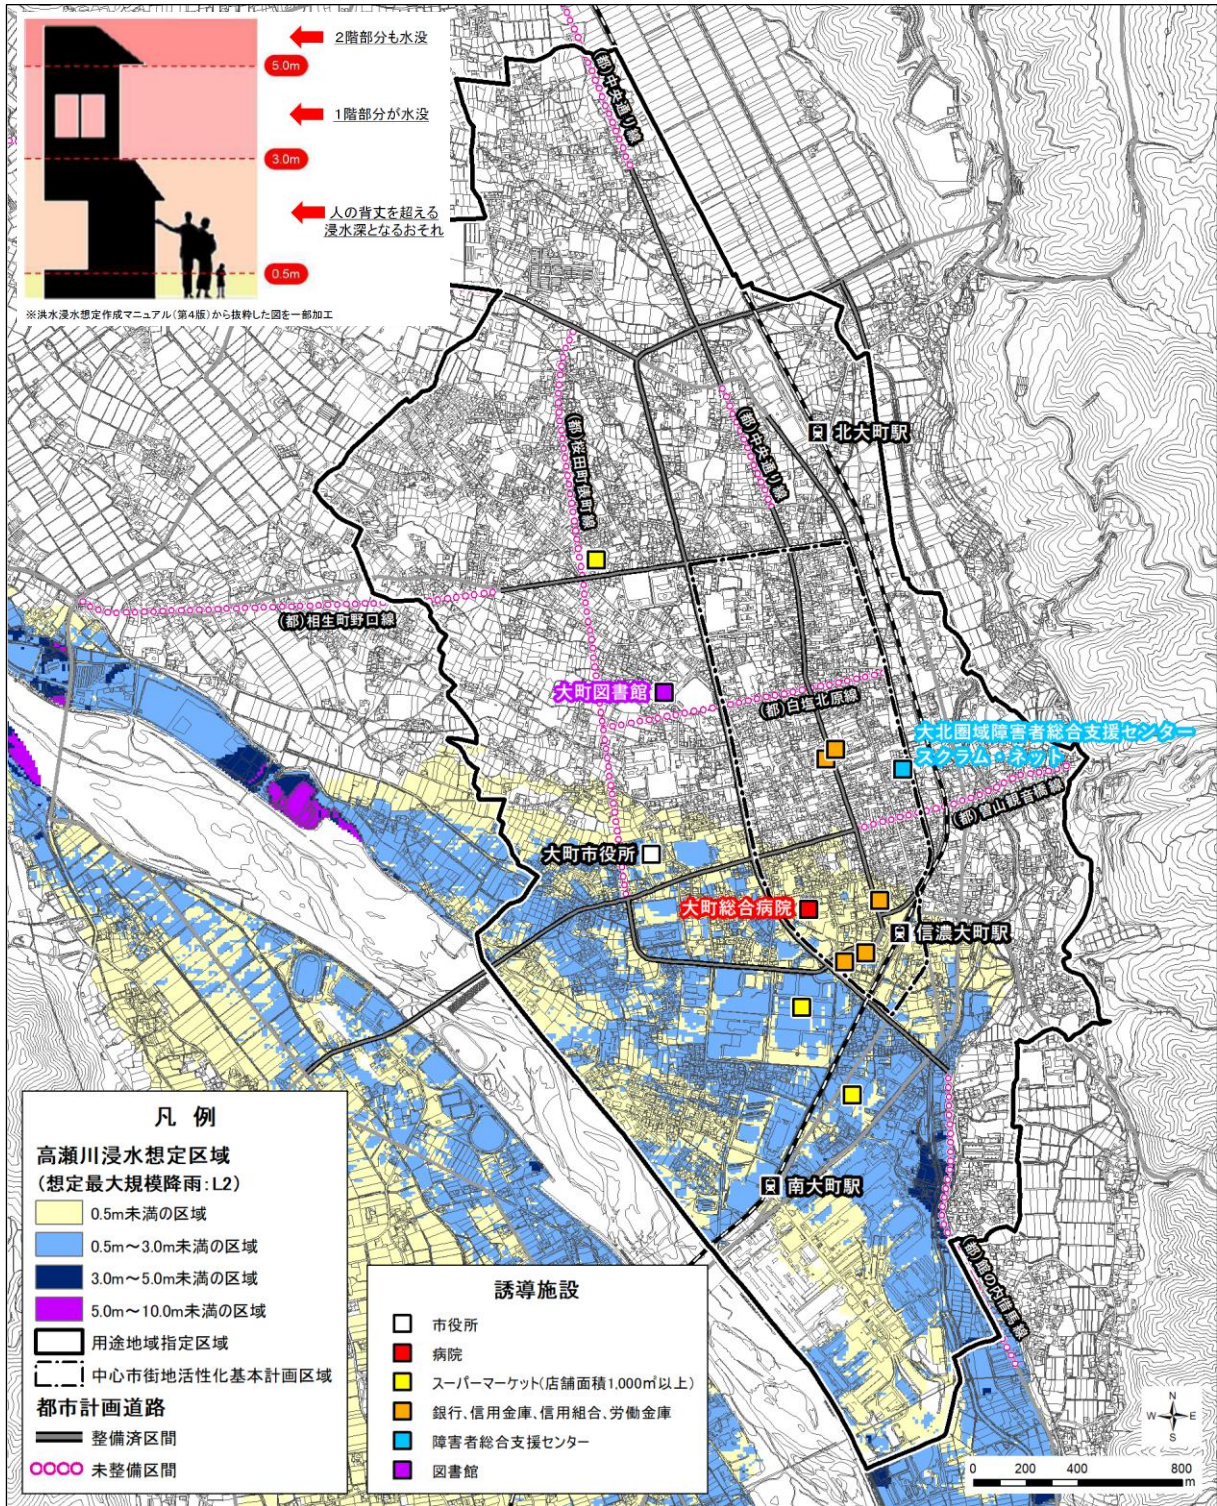 2階部分も水没
5.0m
1階部分が水没
3.0m
人の背丈を超える
浸水深となるおそれ
0.5m
※洪水浸水想定作成マニュアル(第4版)から抜粋した図を一部加工
(都)中央通り線
北大町駅
(都)中央通り線
(都)桜田町俵町線
(都)相生町野口線
大町図書館
(都)白塩北原線
大北圏域障害者総合支援センター
スクラム・ネット
(都)曽山観音橋線
大町市役所
大町総合病院
信濃大町駅
南大町駅
(都)館の内借馬線
凡 例
高瀬川浸水想定区域
(想定最大規模降雨:L2)
0.5m未満の区域
0.5m~3.0m未満の区域
3.0m~5.0m未満の区域
5.0m~10.0m未満の区域
用途地域指定区域
中心市街地活性化基本計画区域
都市計画道路
整備済区間
未整備区間
誘導施設
市役所
病院
スーパーマーケット(店舗面積1,000㎡以上)
銀行、信用金庫、信用組合、労働金庫
障害者総合支援センター
図書館
N
W E
S
0 200 400 800
m